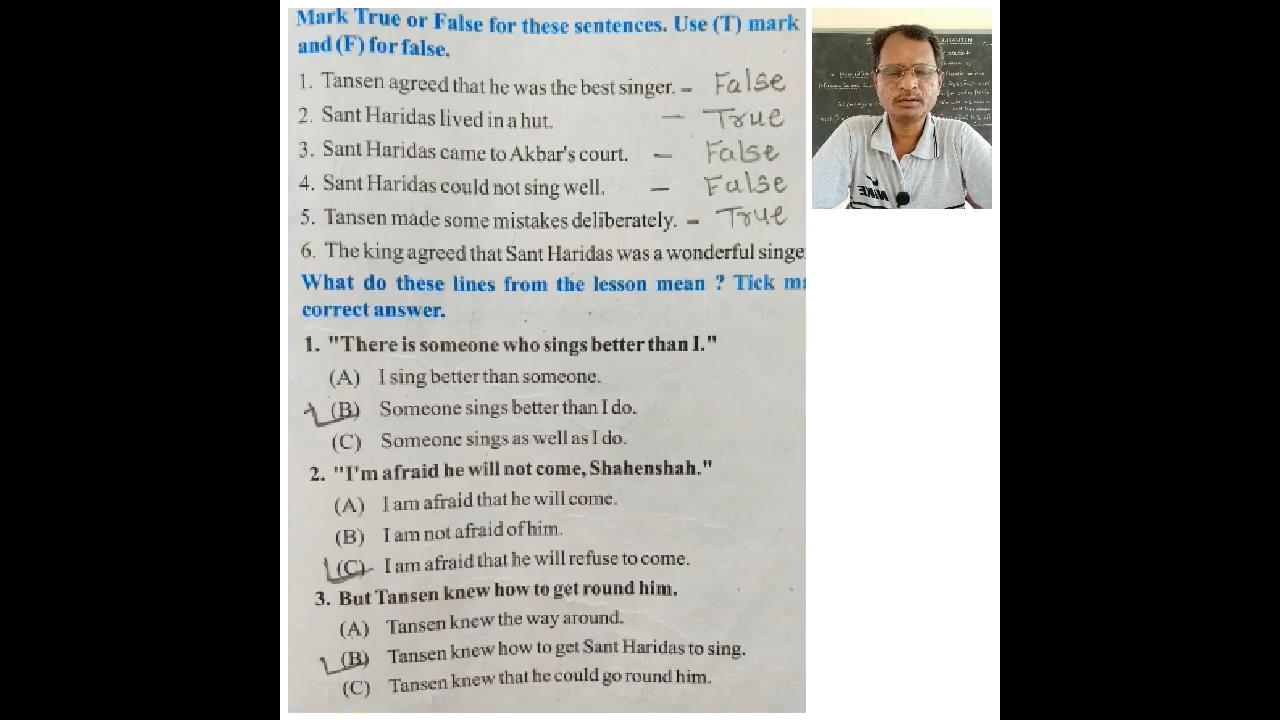 Mark True or False for these sentences. Use (T) mark
and (F) for false.
1. Tansen agreed that he was the best singer. – False
2. Sant Haridas lived in a hut. – True
3. Sant Haridas came to Akbar's court. – False
4. Sant Haridas could not sing well. – False
5. Tansen made some mistakes deliberately. – True
6. The king agreed that Sant Haridas was a wonderful singe
What do these lines from the lesson mean ? Tick ma
correct answer.
1. "There is someone who sings better than I."
(A) I sing better than someone.
(B) Someone sings better than I do.
(C) Someone sings as well as I do.
2. "I'm afraid he will not come, Shahenshah."
(A) I am afraid that he will come.
(B) I am not afraid of him.
(C) I am afraid that he will refuse to come.
3. But Tansen knew how to get round him.
(A) Tansen knew the way around.
(B) Tansen knew how to get Sant Haridas to sing.
(C) Tansen knew that he could go round him.